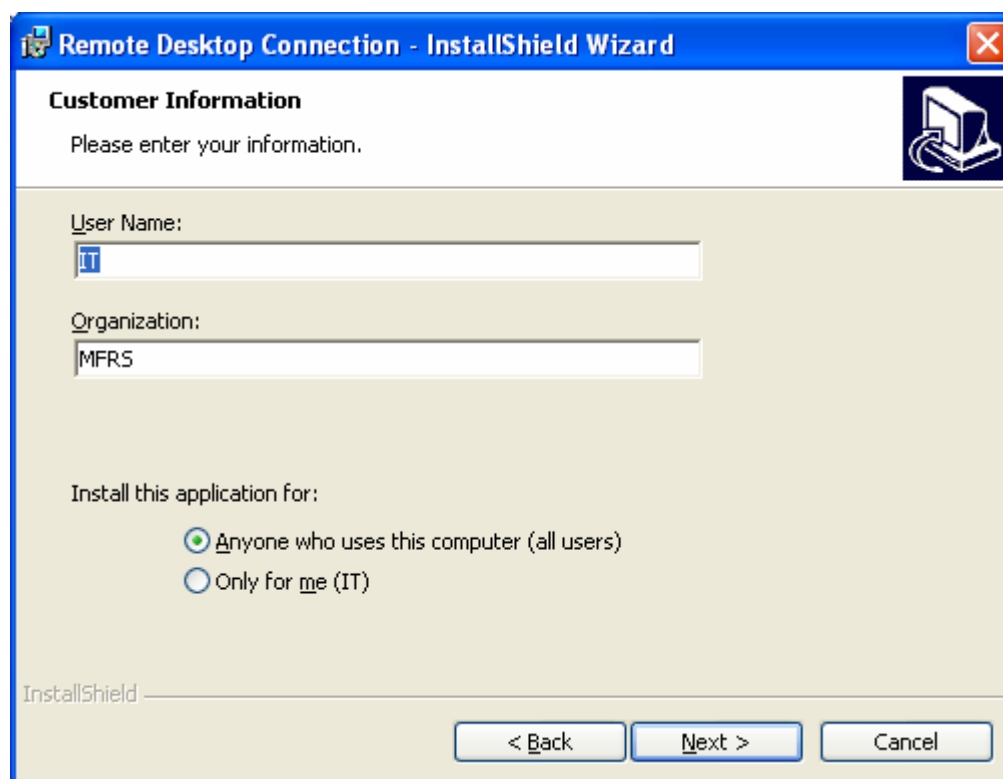 Remote Desktop Connection - InstallShield Wizard
Customer Information
Please enter your information.
User Name:
IT
Organization:
MFRS
Install this application for:
Anyone who uses this computer (all users)
Only for me (IT)
InstallShield
< Back Next > Cancel